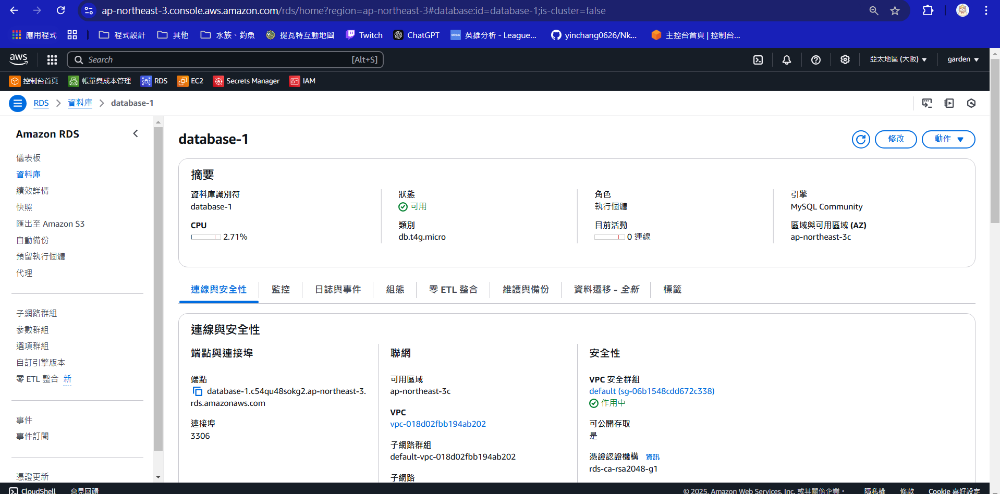 ap-northeast-3.console.aws.amazon.com/rds/home?region=ap-northeast-3#database:id=database-1;is-cluster=false
應用程式 程式設計 其他 水族、釣魚 提瓦特互動地圖 Twitch ChatGPT OP.GG 英雄分析 - League... yinchang0626/Nk... 主控台首頁 | 控制台...
aws Search [Alt+S] 亞太地區 (大阪) ▼ garden ▼
控制台首頁 帳單與成本管理 RDS EC2 Secrets Manager IAM
RDS > 資料庫 > database-1
Amazon RDS
儀表板
資料庫
績效詳情
快照
匯出至 Amazon S3
自動備份
預留執行個體
代理
子網路群組
參數群組
選項群組
自訂引擎版本
零 ETL 整合 新
事件
事件訂閱
憑證更新
database-1
修改 動作 ▼
摘要
資料庫識別符
database-1
CPU
2.71%
狀態
可用
類別
db.t4g.micro
角色
執行個體
目前活動
0 連線
引擎
MySQL Community
區域與可用區域 (AZ)
ap-northeast-3c
連線與安全性 監控 日誌與事件 組態 零 ETL 整合 維護與備份 資料遷移 - 全新 標籤
連線與安全性
端點與連接埠
端點
database-1.c54qu48sokg2.ap-northeast-3.
rds.amazonaws.com
連接埠
3306
聯網
可用區域
ap-northeast-3c
VPC
vpc-018d02fbb194ab202
子網路群組
default-vpc-018d02fbb194ab202
子網路
安全性
VPC 安全群組
default (sg-06b1548cdd672c338)
作用中
可公開存取
是
憑證認證機構 資訊
rds-ca-rsa2048-g1
CloudShell 意見回饋 © 2025, Amazon Web Services, Inc. 或其關係企業。 隱私權 條款 Cookie 喜好設定